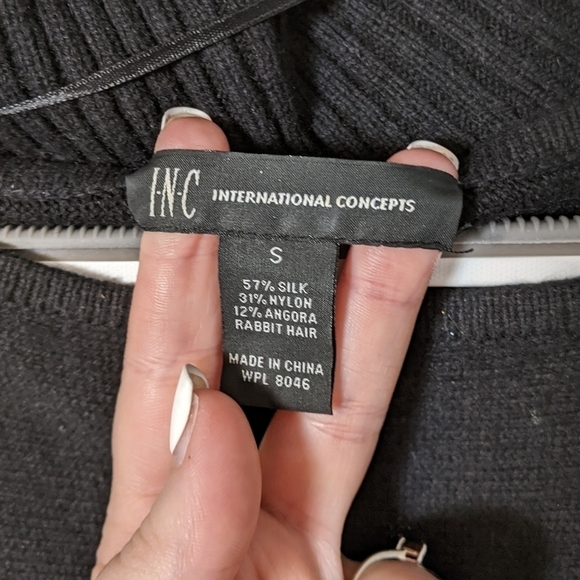 I·N·C INTERNATIONAL CONCEPTS
S
57% SILK
31% NYLON
12% ANGORA
RABBIT HAIR
MADE IN CHINA
WPL 8046